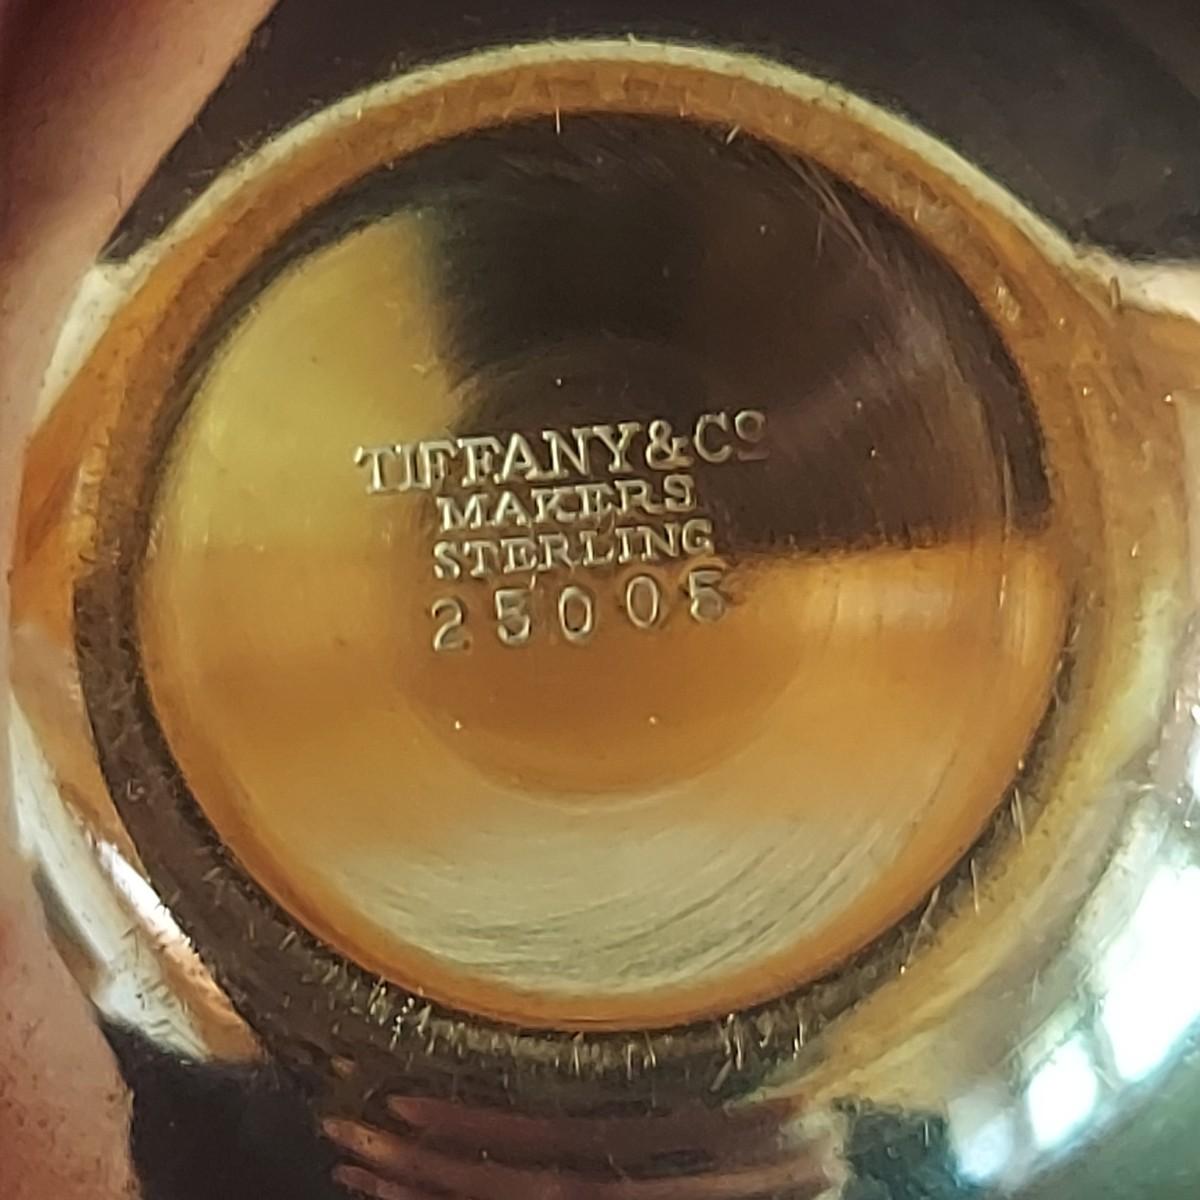 TIFFANY & Co
MAKERS
STERLING
25005